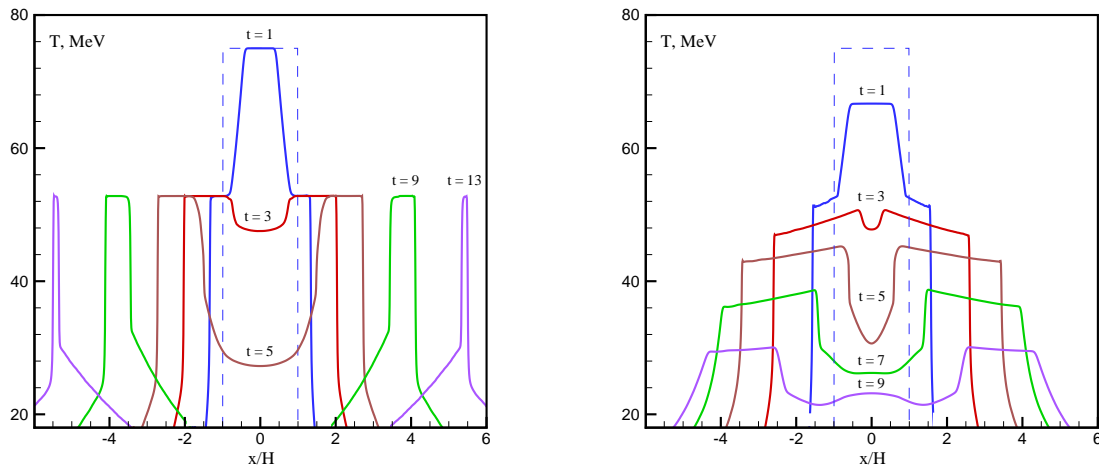 80
T, MeV
t = 1
60
t = 9
t = 13
t = 3
40
t = 5
20
-4
-2
0
2
4
6
x/H
80
T, MeV
t = 1
60
t = 3
40
t = 5
t = 7
t = 9
20
-4
-2
0
2
4
6
x/H